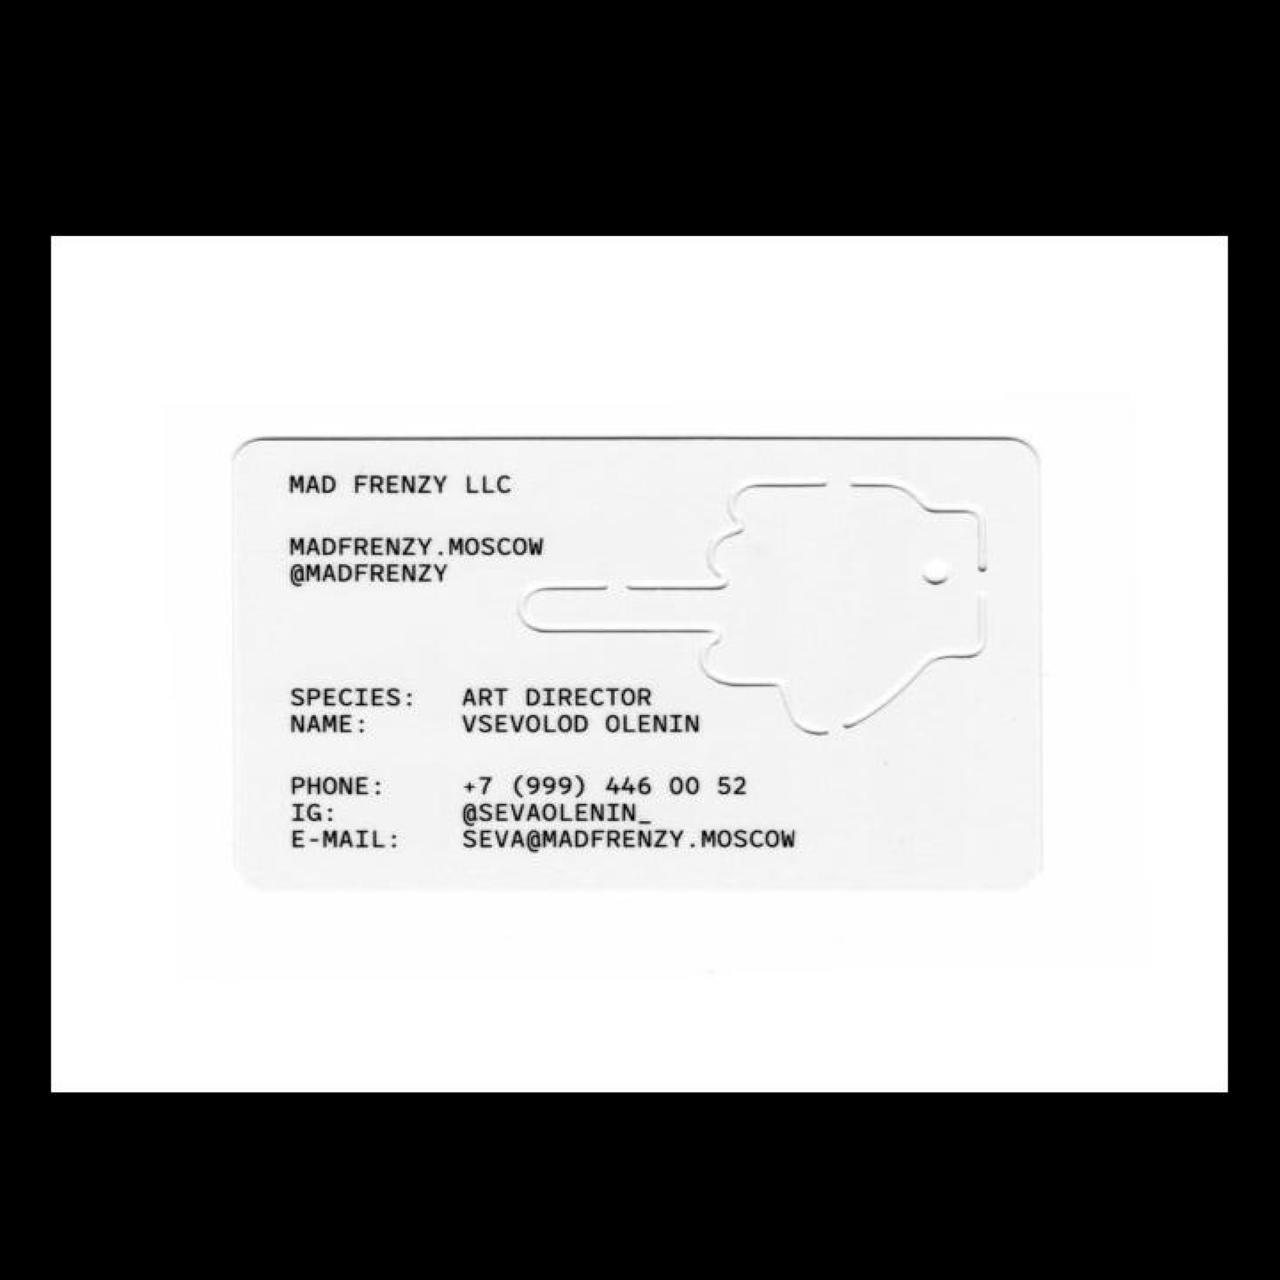 MAD FRENZY LLC
MADFRENZY.MOSCOW
@MADFRENZY
SPECIES: ART DIRECTOR
NAME: VSEVOLOD OLENIN
PHONE: +7 (999) 446 00 52
IG: @SEVAOLENIN_
E-MAIL: SEVA@MADFRENZY.MOSCOW